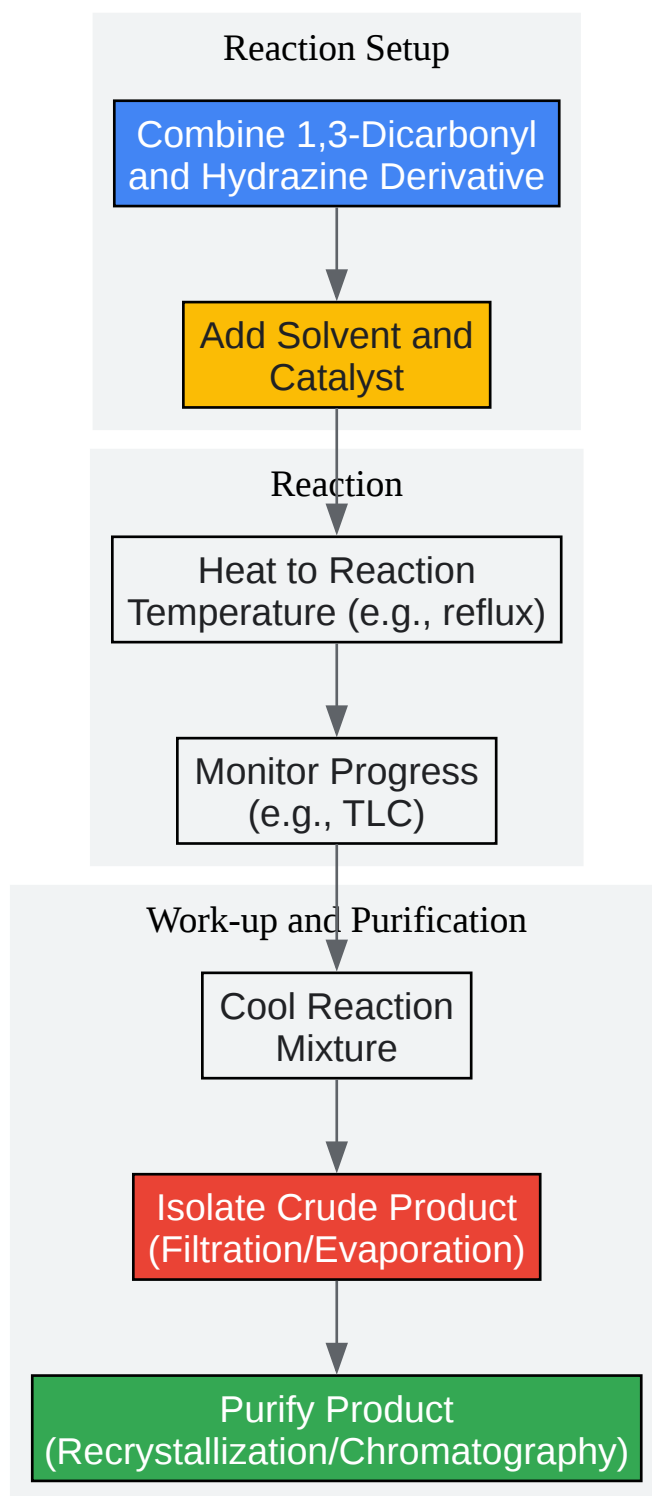 Reaction Setup
Combine 1,3-Dicarbonyl
and Hydrazine Derivative
Add Solvent and
Catalyst
Reaction
Heat to Reaction
Temperature (e.g., reflux)
Monitor Progress
(e.g., TLC)
Work-up and Purification
Cool Reaction
Mixture
Isolate Crude Product
(Filtration/Evaporation)
Purify Product
(Recrystallization/Chromatography)